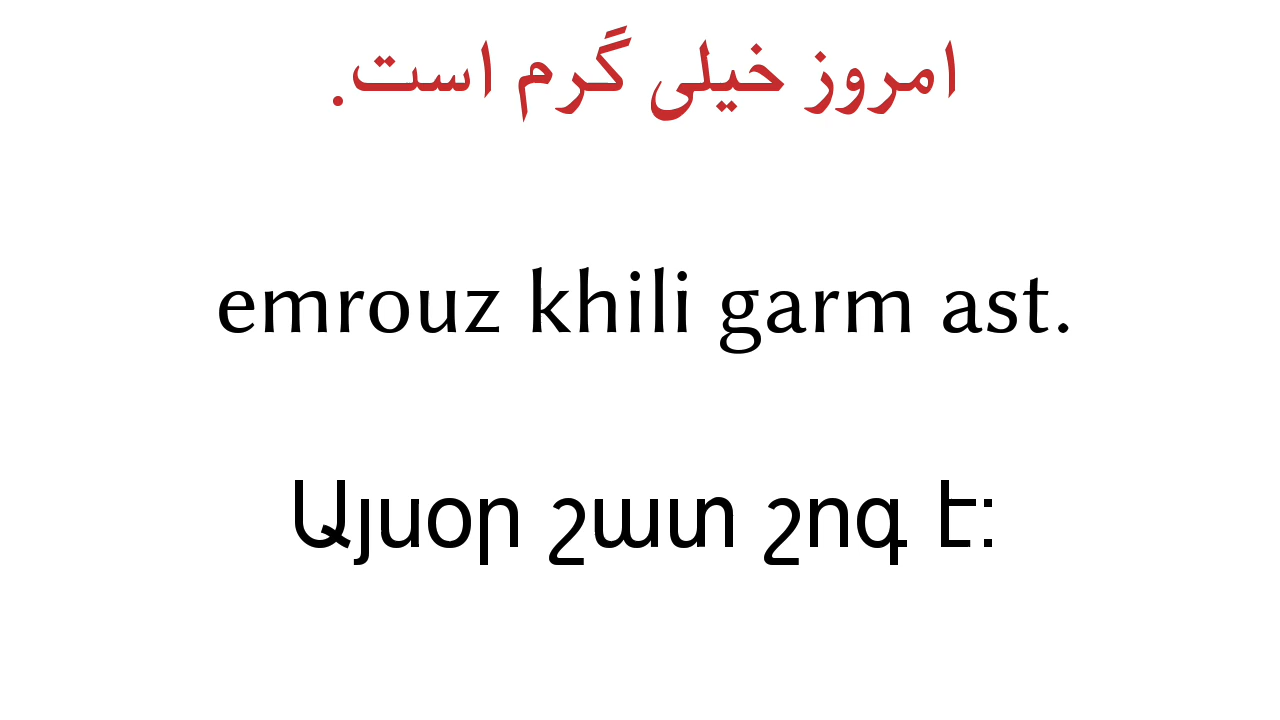 امروز خیلی گرم است.
emrouz khili garm ast.
Այսօր շատ շոգ է: